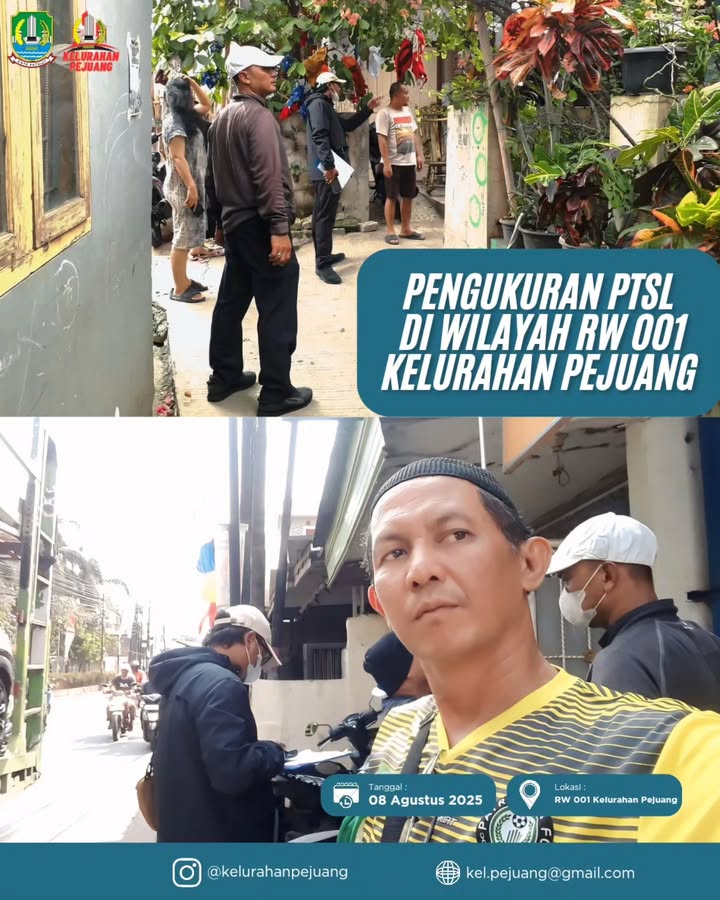 KELURAHAN
PEJUANG
PENGUKURAN PTSL
DI WILAYAH RW 001
KELURAHAN PEJUANG
Tanggal :
08 Agustus 2025
Lokasi :
RW 001 Kelurahan Pejuang
@kelurahanpejuang
kel.pejuang@gmail.com